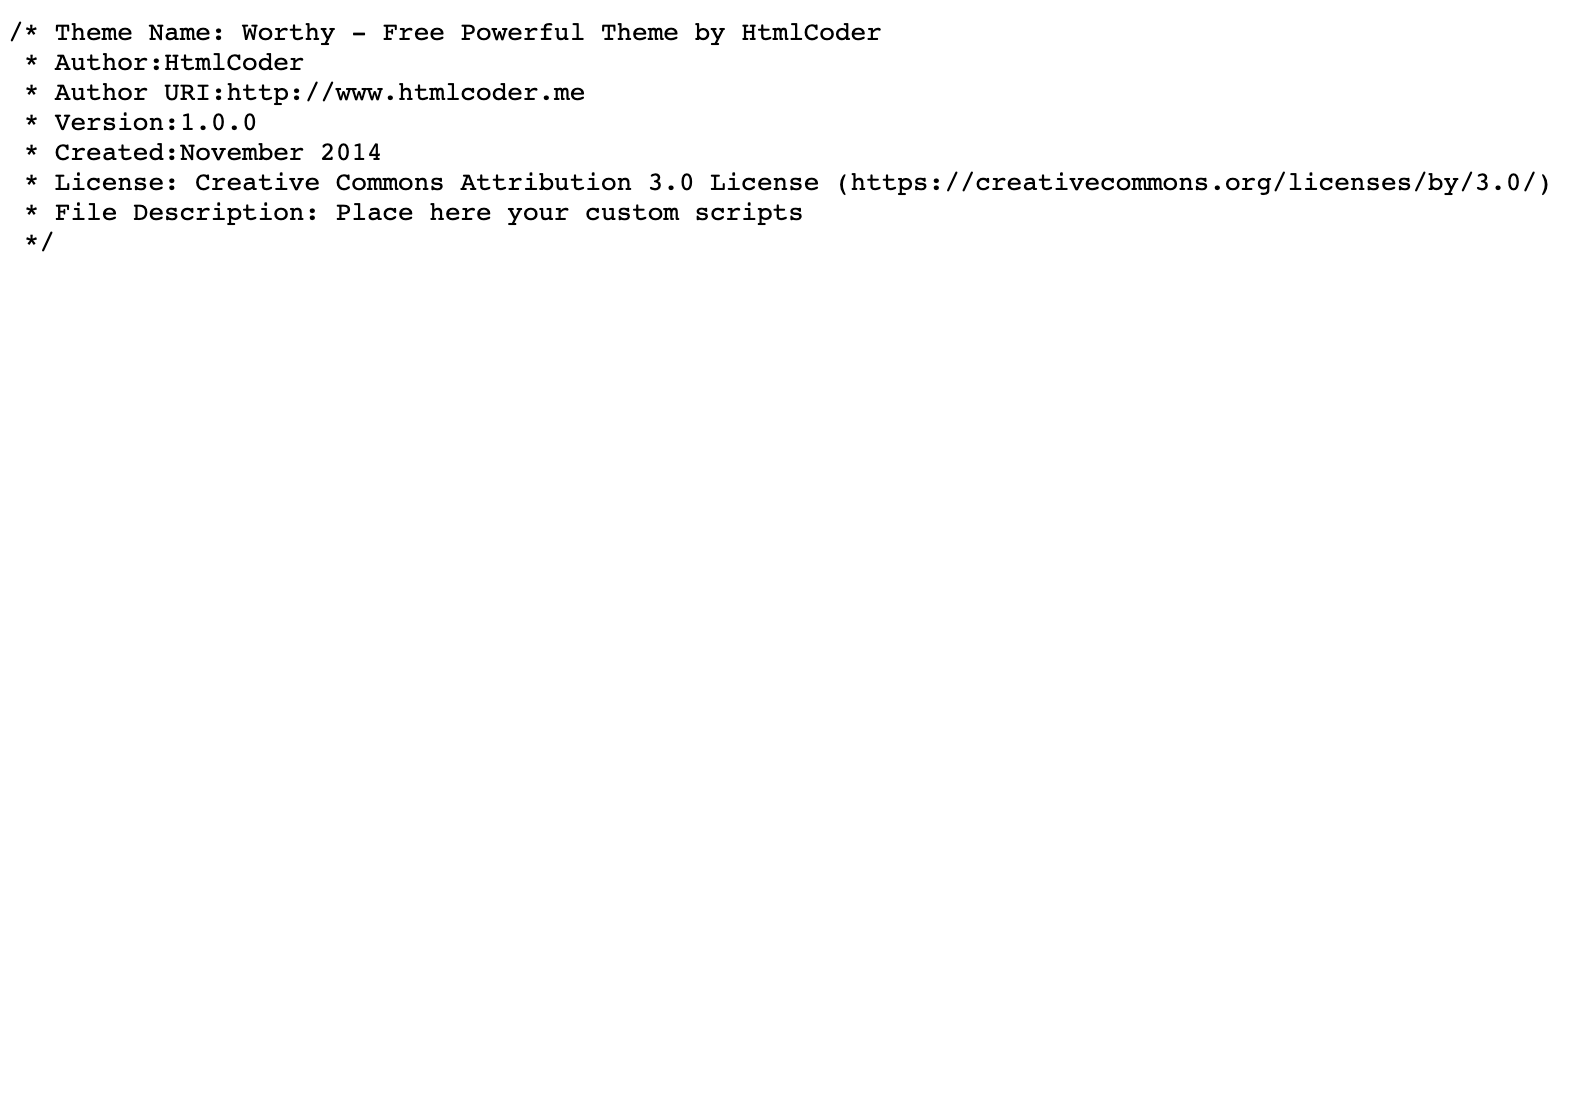 /* Theme Name: Worthy - Free Powerful Theme by HtmlCoder
 * Author:HtmlCoder
 * Author URI:http://www.htmlcoder.me
 * Version:1.0.0
 * Created:November 2014
 * License: Creative Commons Attribution 3.0 License (https://creativecommons.org/licenses/by/3.0/)
 * File Description: Place here your custom scripts
 */